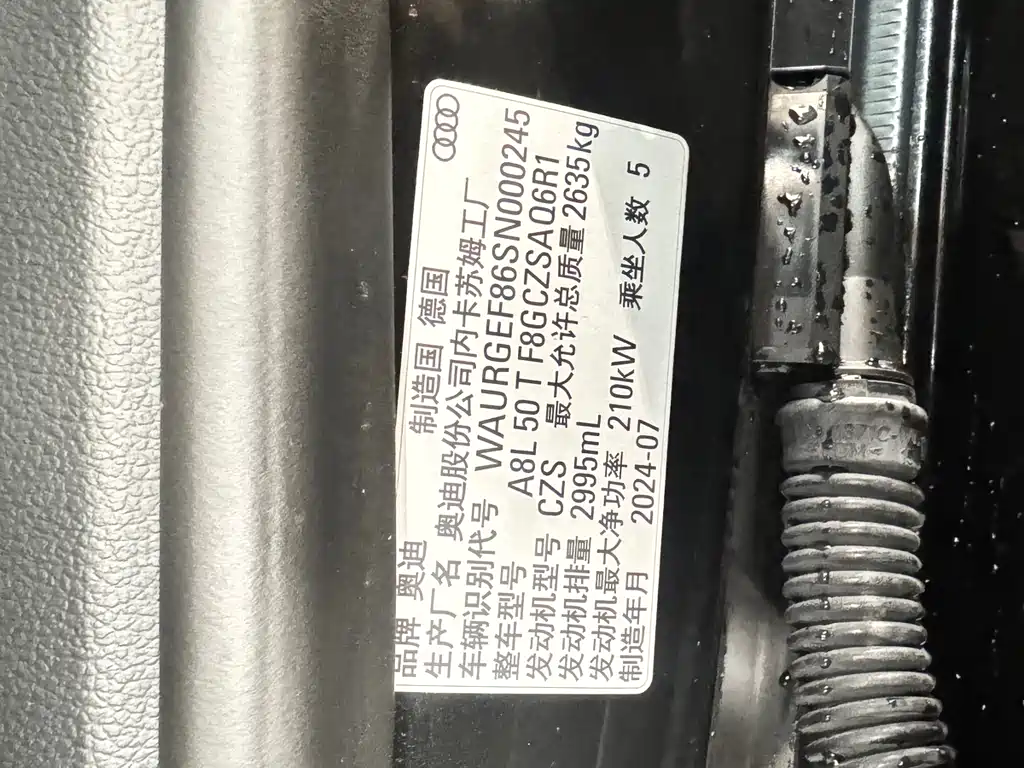 品牌 奥迪 制造国 德国
生产厂名 奥迪股份公司内卡苏姆工厂
车辆识别代号 WAURGEF86SN000245
整车型号 A8L 50 T F8GCZSAQ6R1
发动机型号 CZS 最大允许总质量 2635kg
发动机排量 2995mL
发动机最大净功率 210kW 乘坐人数 5
制造年月 2024-07